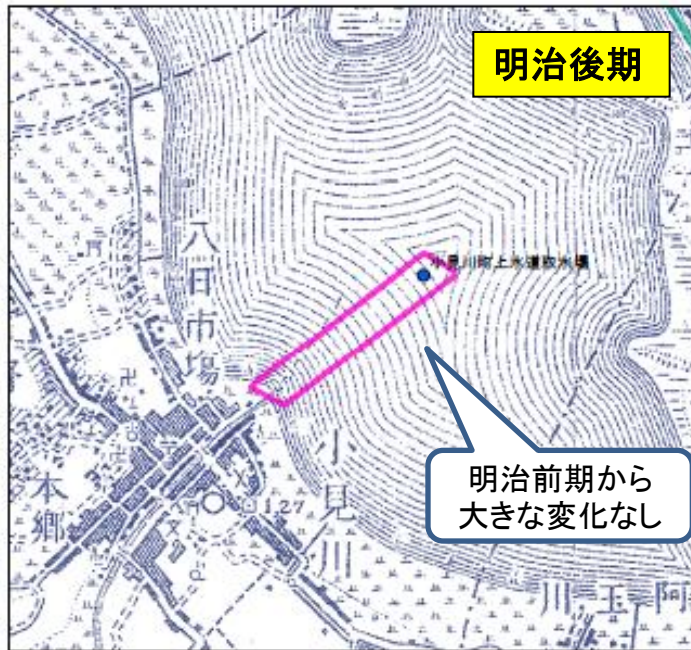 明治後期
小見川町上水道取水場
八日市場
小見川
本郷
127
明治前期から
大きな変化なし
川玉阿